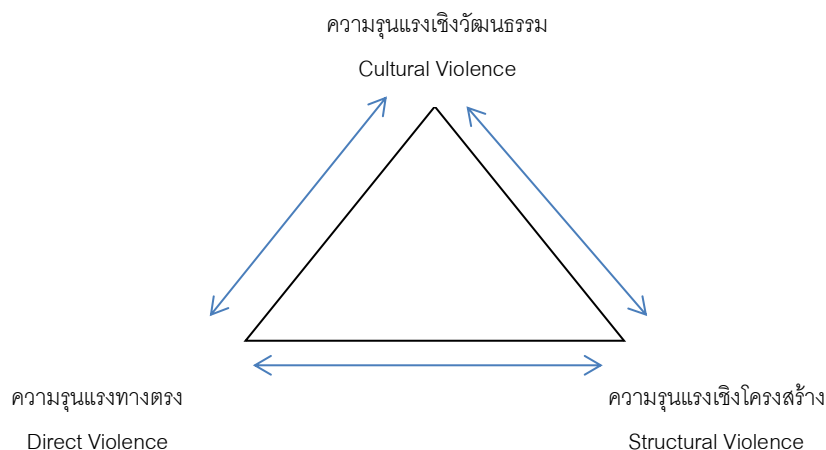 ความรุนแรงเชิงวัฒนธรรม
Cultural Violence
ความรุนแรงทางตรง
Direct Violence
ความรุนแรงเชิงโครงสร้าง
Structural Violence